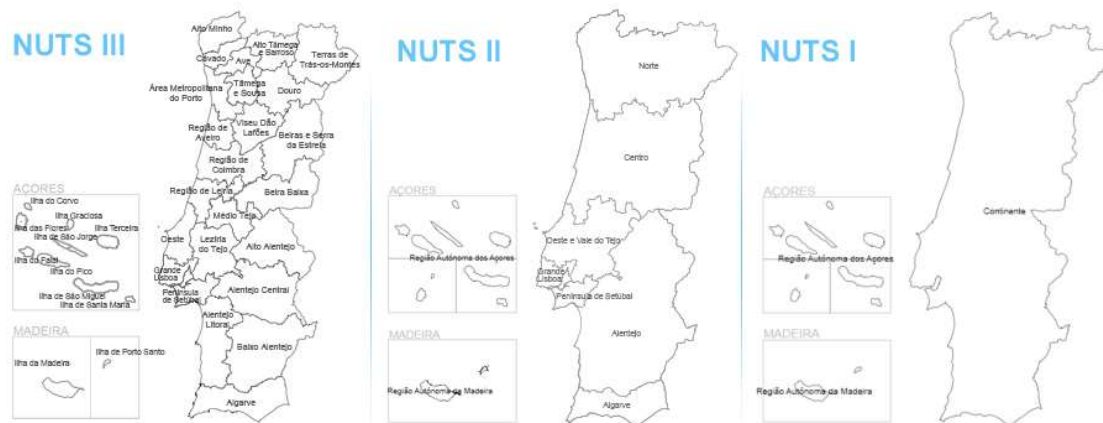 NUTS III
Alto Minho
Alto Tâmega
e Barroso
Terras de
Trás-os-Montes
Cávado
Ave
Área Metropolitana
do Porto
Tâmega
e Sousa
Douro
Região de
Aveiro
Viseu Dão
Lafões
Beiras e Serra
da Estrela
Região de
Coimbra
Região de Leiria
Beira Baixa
Médio Tejo
Oeste
Lezíria
do Tejo
Alto Alentejo
Grande
Lisboa
Península
de Setúbal
Alentejo Central
Alentejo
Litoral
Baixo Alentejo
Algarve
AÇORES
Ilha do Corvo
Ilha Graciosa
Ilha das Flores
Ilha Terceira
Ilha de São Jorge
Ilha do Faial
Ilha do Pico
Ilha de São Miguel
Ilha de Santa Maria
MADEIRA
Ilha de Porto Santo
Ilha da Madeira
NUTS II
Norte
Centro
Oeste e Vale do Tejo
Grande
Lisboa
Península de Setúbal
Alentejo
Algarve
AÇORES
Região Autónoma dos Açores
MADEIRA
Região Autónoma da Madeira
NUTS I
Continente
AÇORES
Região Autónoma dos Açores
MADEIRA
Região Autónoma da Madeira